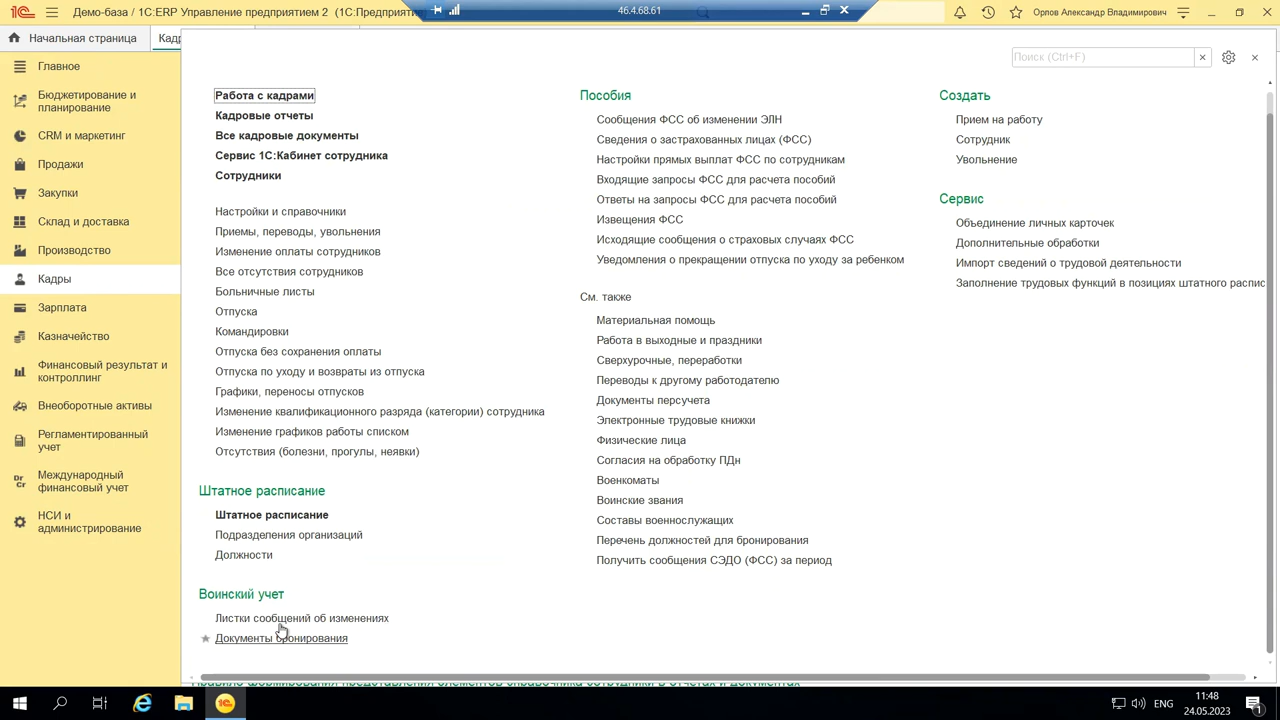 Демо-база / 1С:ERP Управление предприятием 2 (1С:Предприяти
46.4.68.61
Орлов Александр Владимирович
Начальная страница
Кадр
Поиск (Ctrl+F)
Главное
Бюджетирование и
планирование
CRM и маркетинг
Продажи
Закупки
Склад и доставка
Производство
Кадры
Зарплата
Казначейство
Финансовый результат и
контроллинг
Внеоборотные активы
Регламентированный
учет
Международный
финансовый учет
НСИ и
администрирование
Работа с кадрами
Кадровые отчеты
Все кадровые документы
Сервис 1С:Кабинет сотрудника
Сотрудники
Настройки и справочники
Приемы, переводы, увольнения
Изменение оплаты сотрудников
Все отсутствия сотрудников
Больничные листы
Отпуска
Командировки
Отпуска без сохранения оплаты
Отпуска по уходу и возвраты из отпуска
Графики, переносы отпусков
Изменение квалификационного разряда (категории) сотрудника
Изменение графиков работы списком
Отсутствия (болезни, прогулы, неявки)
Штатное расписание
Штатное расписание
Подразделения организаций
Должности
Воинский учет
Листки сообщений об изменениях
Документы бронирования
Пособия
Сообщения ФСС об изменении ЭЛН
Сведения о застрахованных лицах (ФСС)
Настройки прямых выплат ФСС по сотрудникам
Входящие запросы ФСС для расчета пособий
Ответы на запросы ФСС для расчета пособий
Извещения ФСС
Исходящие сообщения о страховых случаях ФСС
Уведомления о прекращении отпуска по уходу за ребенком
См. также
Материальная помощь
Работа в выходные и праздники
Сверхурочные, переработки
Переводы к другому работодателю
Документы персучета
Электронные трудовые книжки
Физические лица
Согласия на обработку ПДн
Военкоматы
Воинские звания
Составы военнослужащих
Перечень должностей для бронирования
Получить сообщения СЭДО (ФСС) за период
Создать
Прием на работу
Сотрудник
Увольнение
Сервис
Объединение личных карточек
Дополнительные обработки
Импорт сведений о трудовой деятельности
Заполнение трудовых функций в позициях штатного распис
Правило формирования представления элементов справочника сотрудники в отчетах и документах
ENG
11:48
24.05.2023